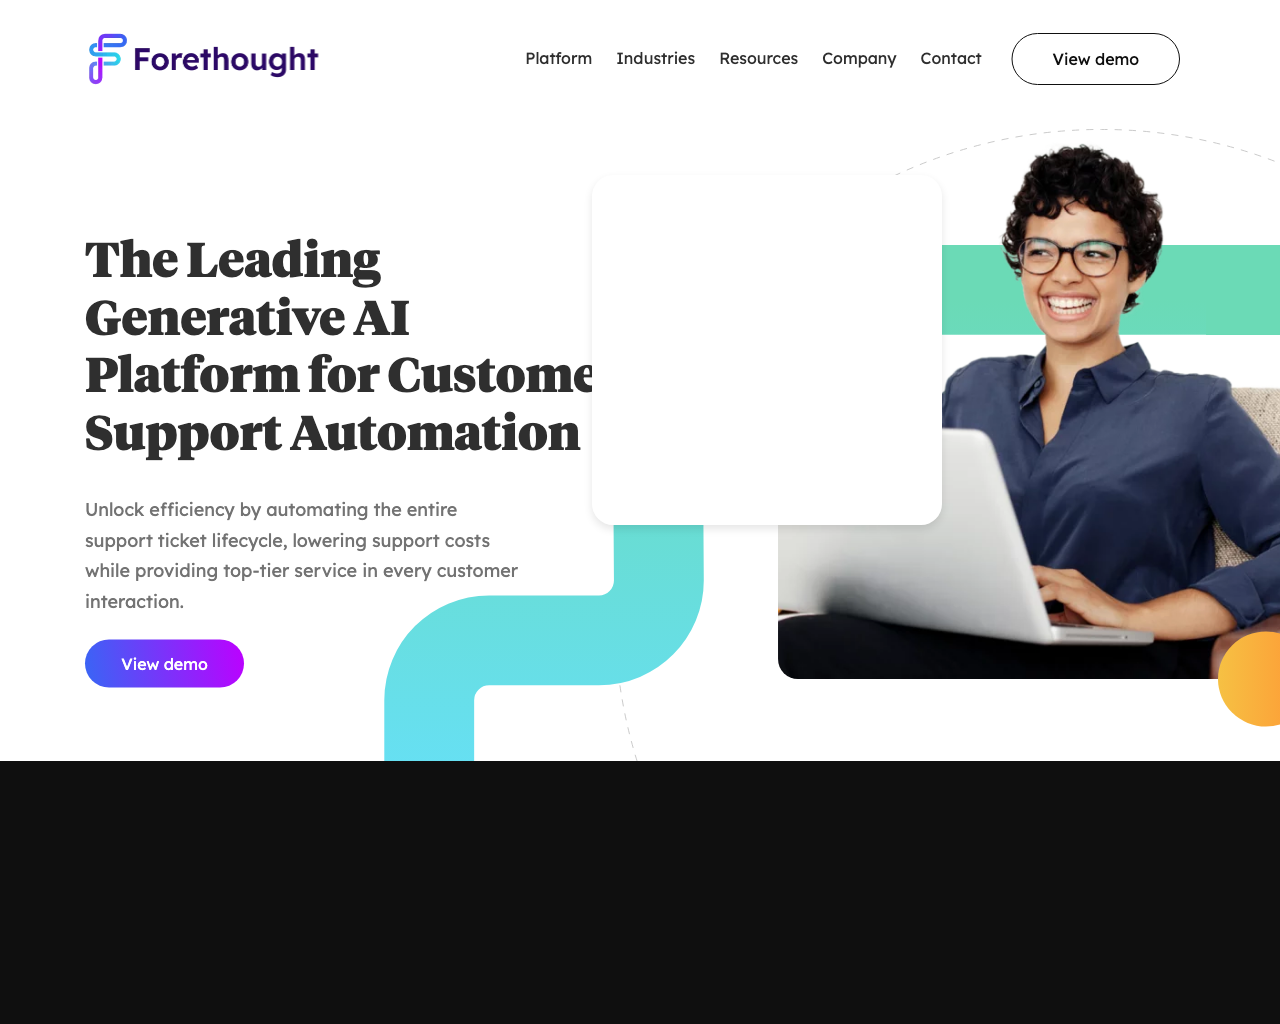 Forethought
Platform Industries Resources Company Contact View demo
The Leading
Generative AI
Platform for Custome
Support Automation
Unlock efficiency by automating the entire
support ticket lifecycle, lowering support costs
while providing top-tier service in every customer
interaction.
View demo